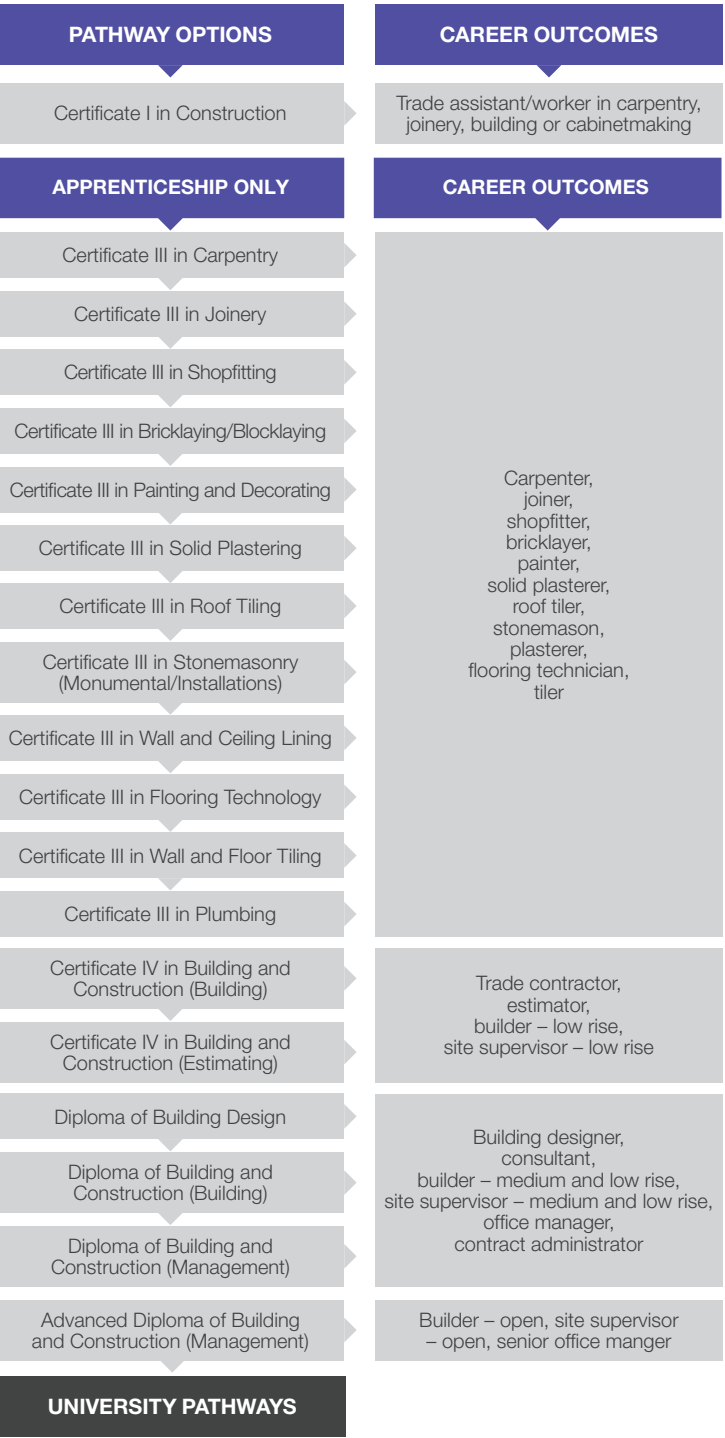 PATHWAY OPTIONS
CAREER OUTCOMES
Certificate I in Construction
Trade assistant/worker in carpentry,
joinery, building or cabinetmaking
APPRENTICESHIP ONLY
CAREER OUTCOMES
Certificate III in Carpentry
Certificate III in Joinery
Certificate III in Shopfitting
Certificate III in Bricklaying/Blocklaying
Certificate III in Painting and Decorating
Certificate III in Solid Plastering
Certificate III in Roof Tiling
Certificate III in Stonemasonry
(Monumental/Installations)
Certificate III in Wall and Ceiling Lining
Certificate III in Flooring Technology
Certificate III in Wall and Floor Tiling
Certificate III in Plumbing
Carpenter,
joiner,
shopfitter,
bricklayer,
painter,
solid plasterer,
roof tiler,
stonemason,
plasterer,
flooring technician,
tiler
Certificate IV in Building and
Construction (Building)
Certificate IV in Building and
Construction (Estimating)
Trade contractor,
estimator,
builder – low rise,
site supervisor – low rise
Diploma of Building Design
Diploma of Building and
Construction (Building)
Diploma of Building and
Construction (Management)
Building designer,
consultant,
builder – medium and low rise,
site supervisor – medium and low rise,
office manager,
contract administrator
Advanced Diploma of Building
and Construction (Management)
Builder – open, site supervisor
– open, senior office manger
UNIVERSITY PATHWAYS